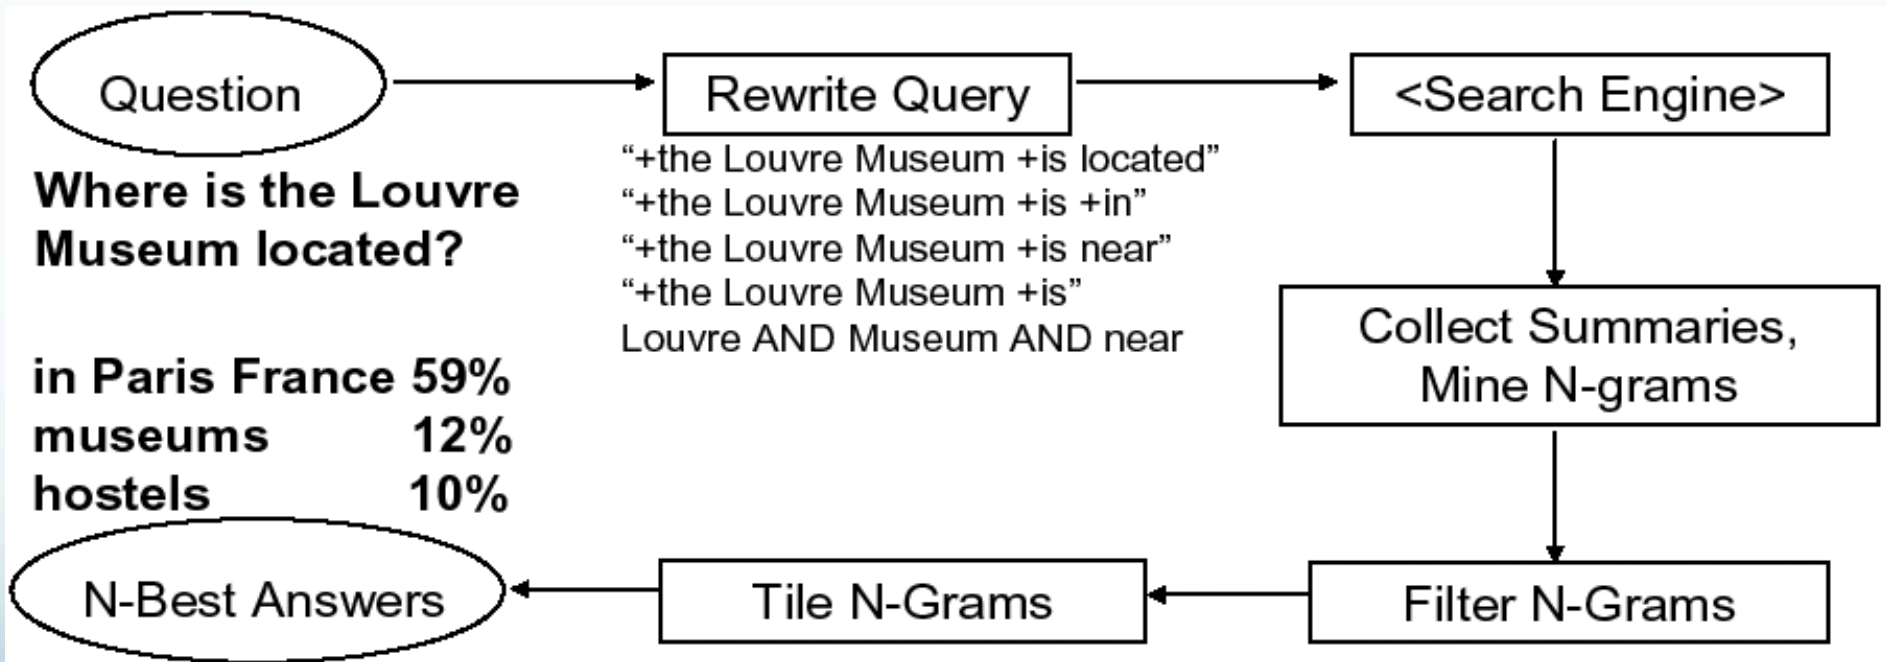 Question
Where is the Louvre
Museum located?
Rewrite Query
“+the Louvre Museum +is located”
“+the Louvre Museum +is +in”
“+the Louvre Museum +is near”
“+the Louvre Museum +is”
Louvre AND Museum AND near
<Search Engine>
Collect Summaries,
Mine N-grams
Filter N-Grams
Tile N-Grams
in Paris France 59%
museums 12%
hostels 10%
N-Best Answers